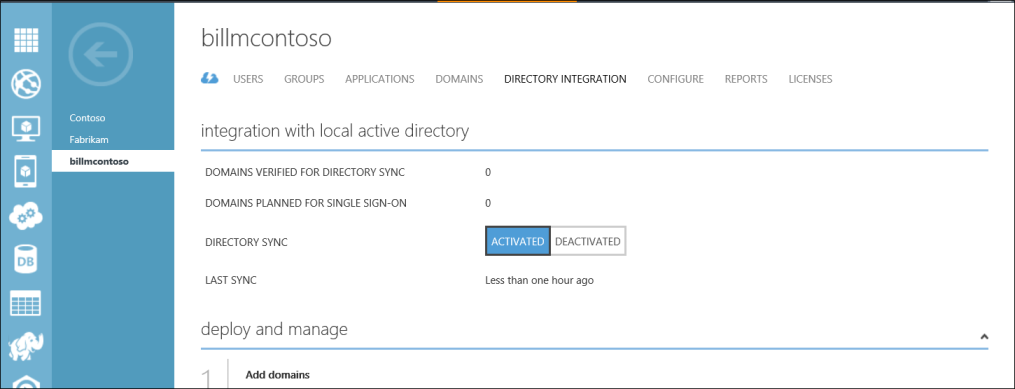 billmcontoso
USERS GROUPS APPLICATIONS DOMAINS DIRECTORY INTEGRATION CONFIGURE REPORTS LICENSES
Contoso
Fabrikam
billmcontoso
integration with local active directory
DOMAINS VERIFIED FOR DIRECTORY SYNC 0
DOMAINS PLANNED FOR SINGLE SIGN-ON 0
DIRECTORY SYNC ACTIVATED DEACTIVATED
LAST SYNC Less than one hour ago
DB
deploy and manage
1 Add domains